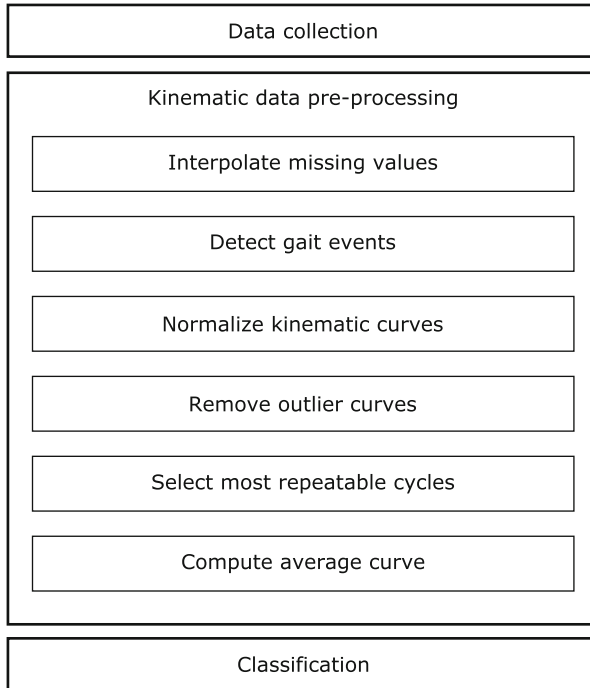 Data collection
Kinematic data pre-processing
Interpolate missing values
Detect gait events
Normalize kinematic curves
Remove outlier curves
Select most repeatable cycles
Compute average curve
Classification